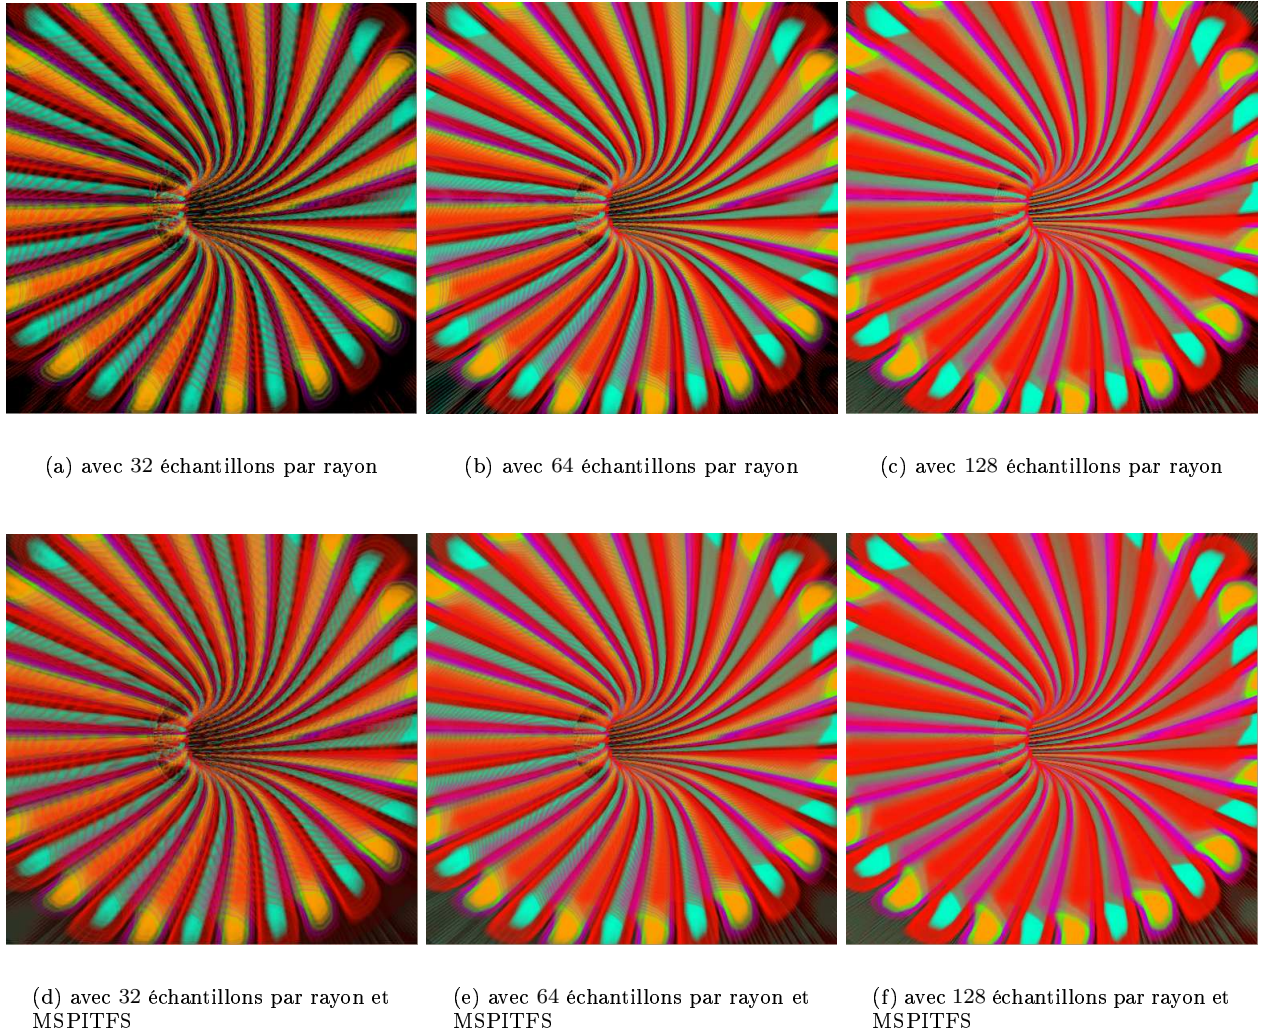 (a) avec 32 échantillons par rayon
(b) avec 64 échantillons par rayon
(c) avec 128 échantillons par rayon
(d) avec 32 échantillons par rayon et
MSPITFS
(e) avec 64 échantillons par rayon et
MSPITFS
(f) avec 128 échantillons par rayon et
MSPITFS